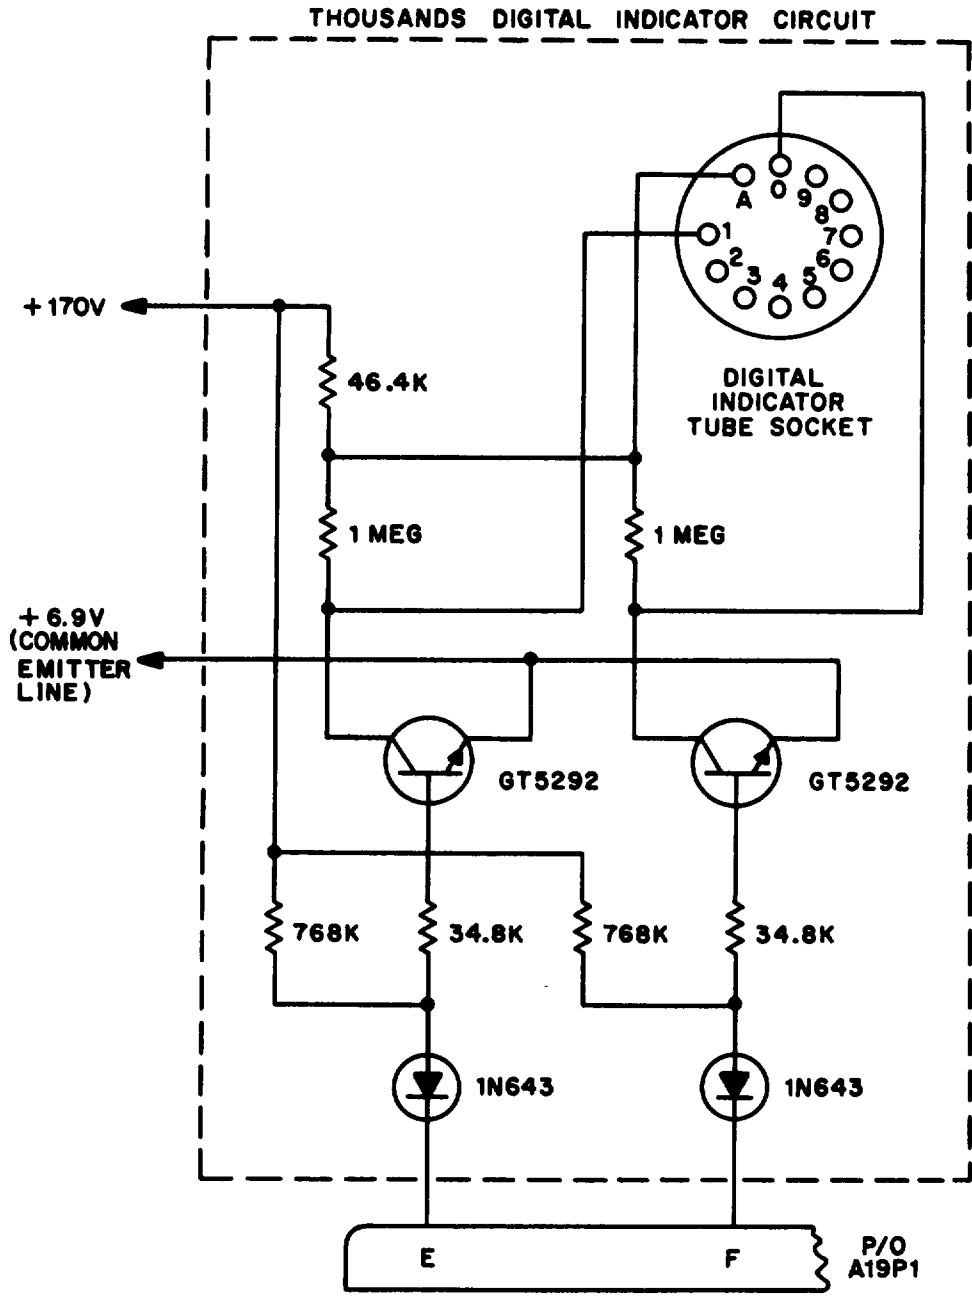 THOUSANDS DIGITAL INDICATOR CIRCUIT
A
0
9
8
7
6
5
4
3
2
1
DIGITAL
INDICATOR
TUBE SOCKET
+170V
46.4K
1 MEG
1 MEG
+6.9V
(COMMON
EMITTER
LINE)
GT5292
GT5292
768K
34.8K
768K
34.8K
1N643
1N643
E
F
P/O
A19P1